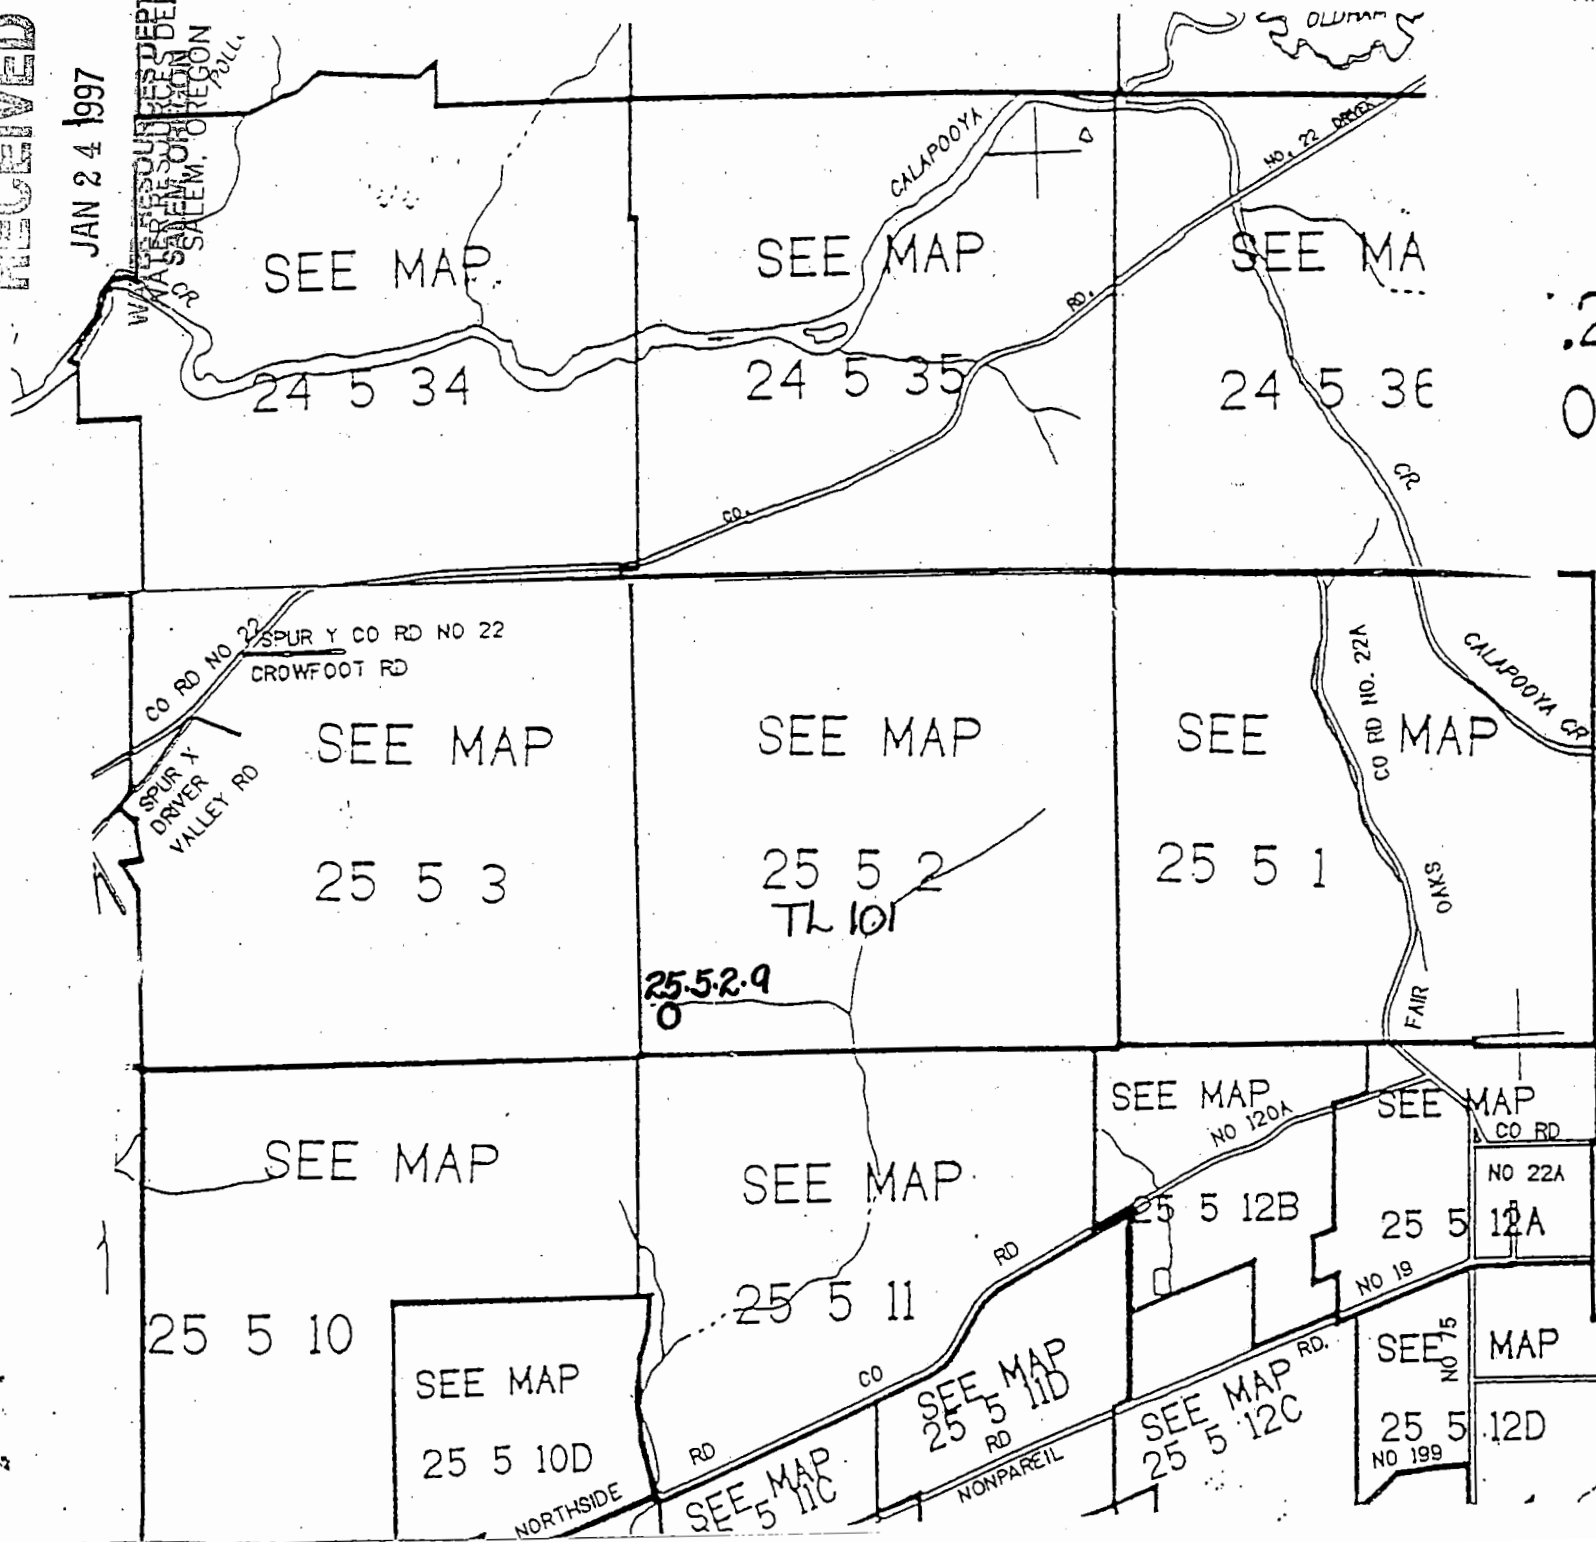 RECEIVED
JAN 24 1997
WATER RESOURCES DEPT
SALEM, OREGON
OLDHAM
CALAPOOYA
NO. 22 DRIVER
CR
SEE MAP
SEE MAP
SEE MA
RD.
24 5 34
24 5 35
24 5 36
CR
CO.
CO RD NO 22
SPUR Y CO RD NO 22
CROWFOOT RD
SPUR X
DRIVER
VALLEY RD
SEE MAP
SEE MAP
SEE MAP
CO RD NO. 22A
CALAPOOYA CR
25 5 3
25 5 2
TL 101
25 5 1
OAKS
FAIR
25.5.2.9
O
SEE MAP
SEE MAP
SEE MAP
NO 120A
SEE MAP
CO RD
NO 22A
25 5 12B
25 5 12A
25 5 10
25 5 11
RD
NO 19
SEE MAP
25 5 10D
CO
SEE MAP
25 5 11D
RD
NONPAREIL
RD.
SEE MAP
25 5 12C
SEE MAP
NO 75
25 5 12D
NO 199
RD
NORTHSIDE
SEE MAP
5 11C